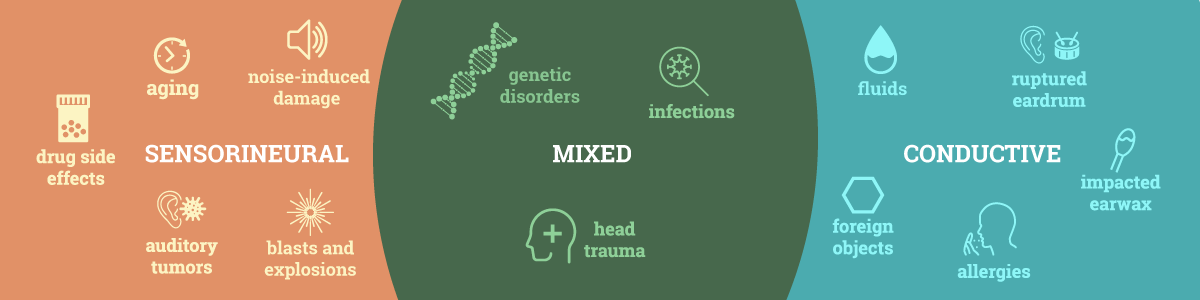 aging
noise-induced
damage
drug side
effects
SENSORINEURAL
auditory
tumors
blasts and
explosions
genetic
disorders
infections
MIXED
head
trauma
fluids
ruptured
eardrum
CONDUCTIVE
impacted
earwax
foreign
objects
allergies